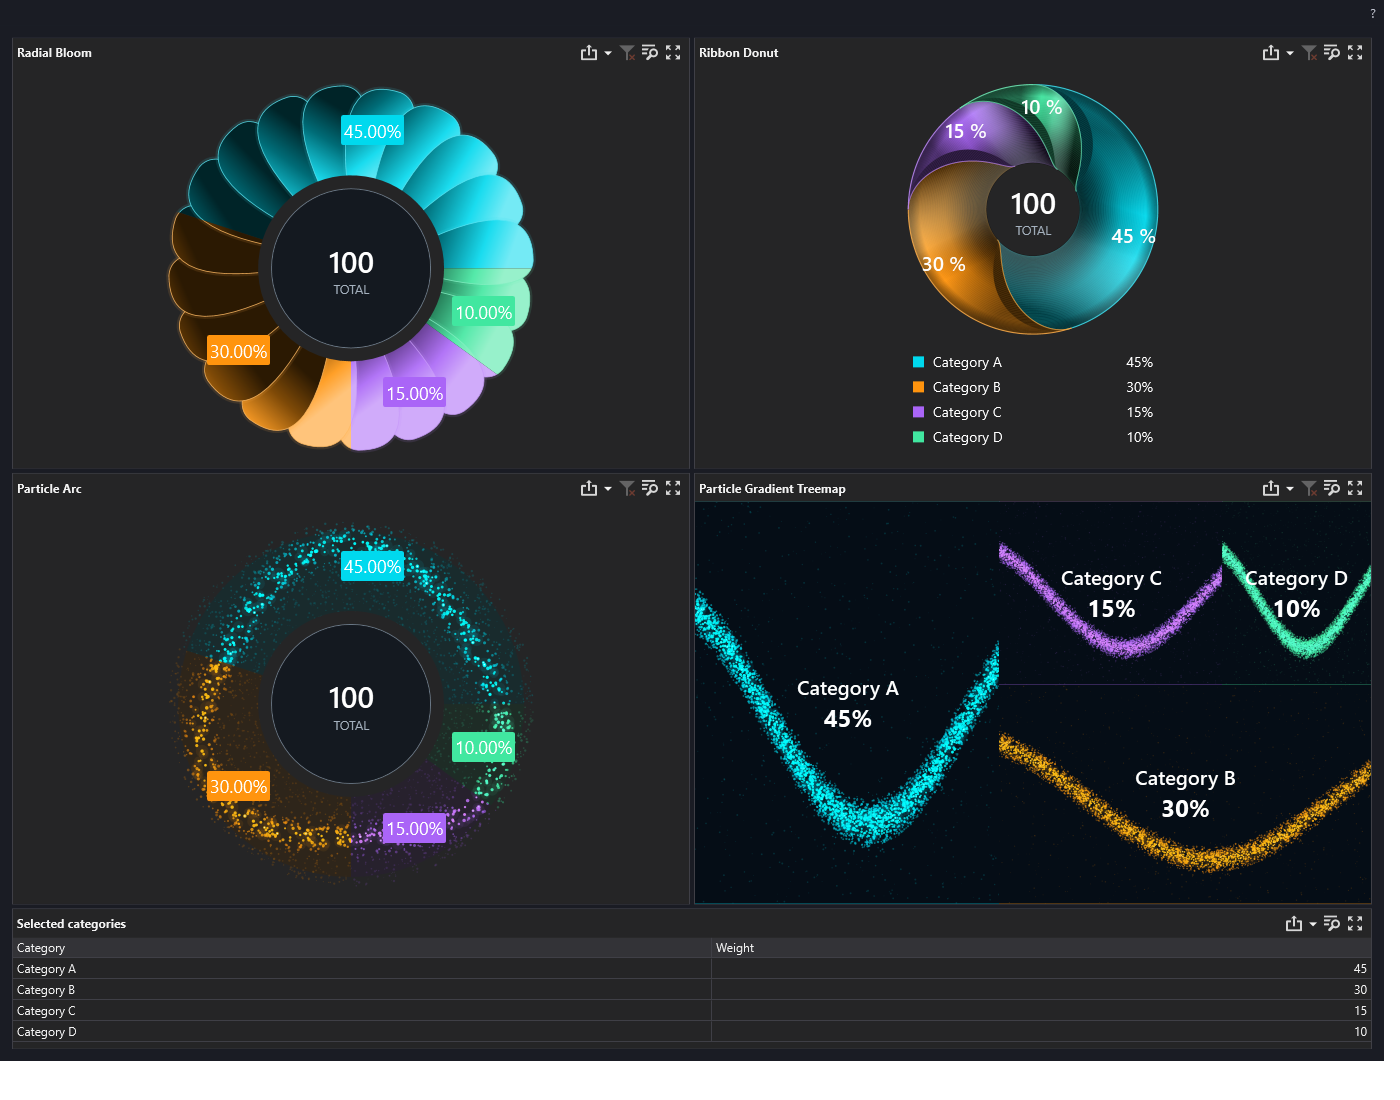 ?
Radial Bloom
45.00%
100
TOTAL
10.00%
30.00%
15.00%
Ribbon Donut
10 %
15 %
100
TOTAL
45 %
30 %
Category A 45%
Category B 30%
Category C 15%
Category D 10%
Particle Arc
45.00%
100
TOTAL
10.00%
30.00%
15.00%
Particle Gradient Treemap
Category C
15%
Category D
10%
Category A
45%
Category B
30%
Selected categories
Category Weight
Category A 45
Category B 30
Category C 15
Category D 10